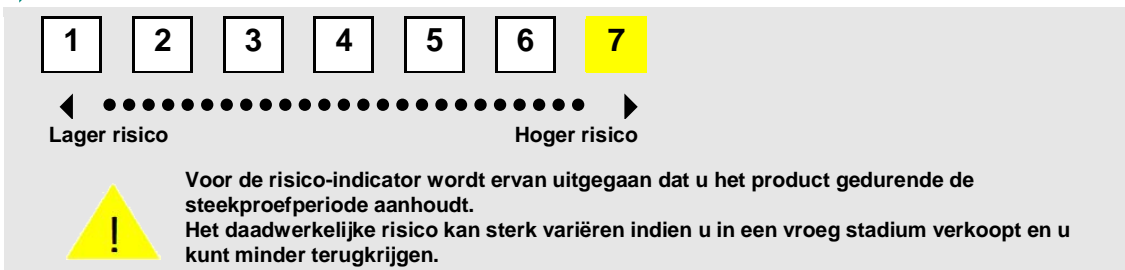 1 2 3 4 5 6 7
Lager risico Hoger risico
!
Voor de risico-indicator wordt ervan uitgegaan dat u het product gedurende de
steekproefperiode aanhoudt.
Het daadwerkelijke risico kan sterk variëren indien u in een vroeg stadium verkoopt en u
kunt minder terugkrijgen.